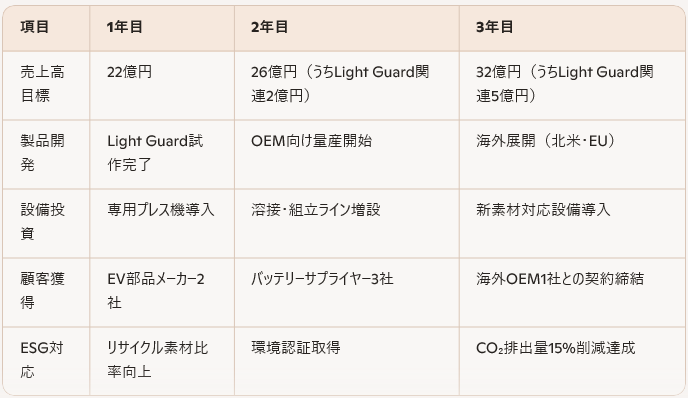 項目 1年目 2年目 3年目
売上高 22億円 26億円（うちLight Guard関 32億円（うちLight Guard関
目標 連2億円） 連5億円）
製品開 Light Guard試 OEM向け量産開始 海外展開（北米・EU）
発 作完了
設備投 専用プレス機導入 溶接・組立ライン増設 新素材対応設備導入
資
顧客獲 EV部品メーカー2 バッテリーサプライヤー3社 海外OEM1社との契約締結
得 社
ESG対 リサイクル素材比 環境認証取得 CO₂排出量15%削減達成
応 率向上